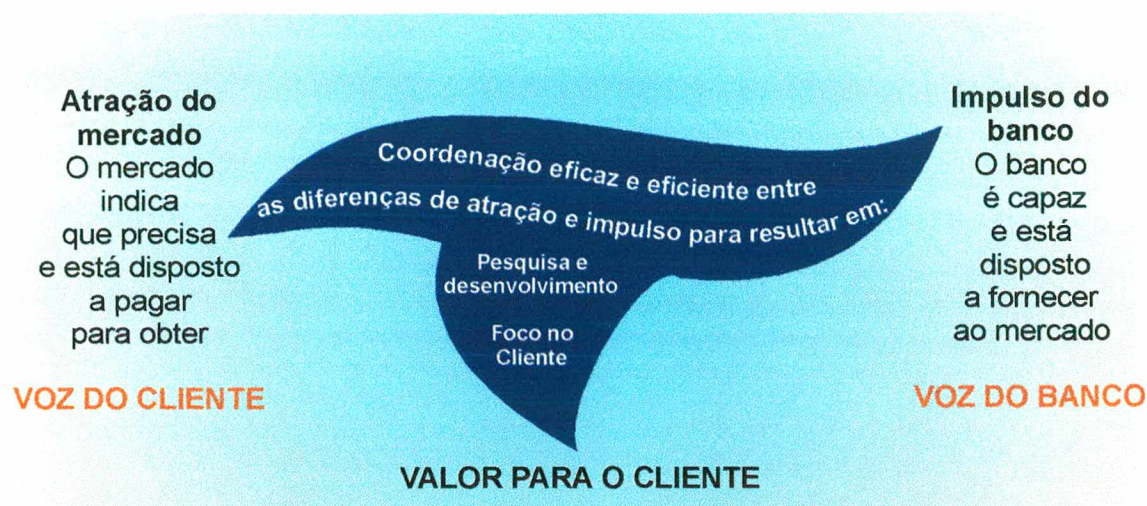 Atração do
mercado
O mercado
indica
que precisa
e está disposto
a pagar
para obter
VOZ DO CLIENTE
Coordenação eficaz e eficiente entre
as diferenças de atração e impulso para resultar em:
Pesquisa e
desenvolvimento
Foco no
Cliente
VALOR PARA O CLIENTE
Impulso do
banco
O banco
é capaz
e está
disposto
a fornecer
ao mercado
VOZ DO BANCO